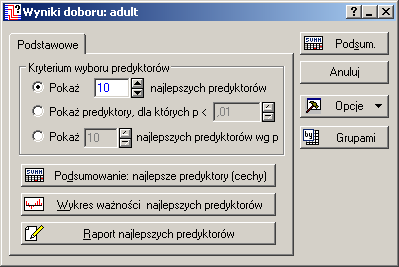 Wyniki doboru: adult
Podstawowe
Kryterium wyboru predyktorów
Pokaż 10 najlepszych predyktorów
Pokaż predyktory, dla których p < ,01
Pokaż 10 najlepszych predyktorów wg p
Podsumowanie: najlepsze predyktory (cechy)
Wykres ważności najlepszych predyktorów
Raport najlepszych predyktorów
Podsum.
Anuluj
Opcje
Grupami